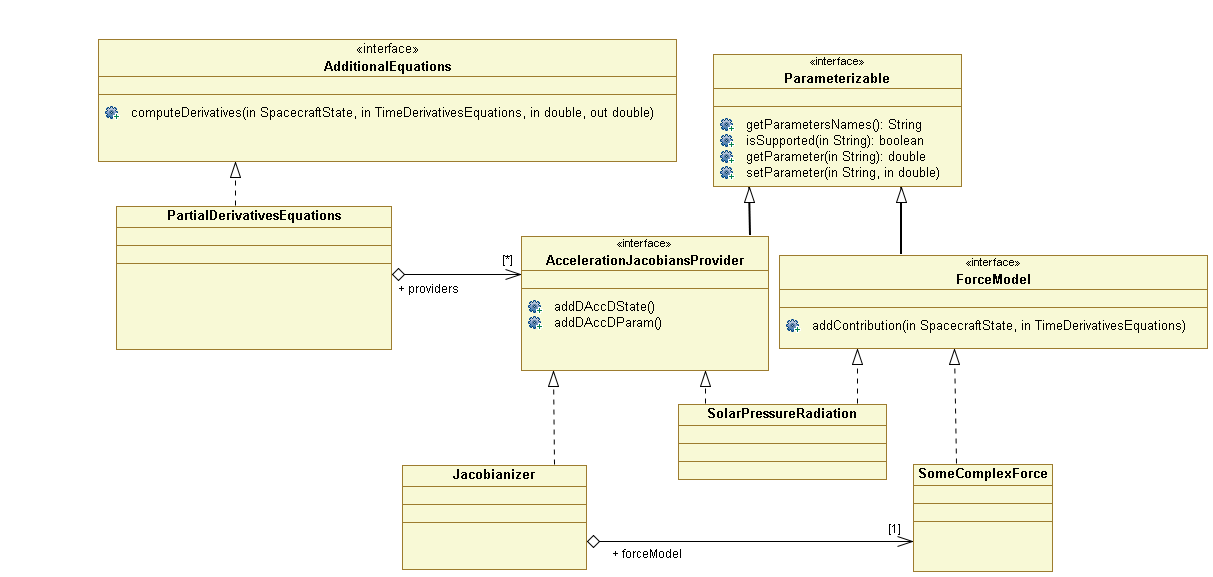 «interface»
AdditionalEquations
computeDerivatives(in SpacecraftState, in TimeDerivativesEquations, in double, out double)
«interface»
Parameterizable
getParametersNames(): String
isSupported(in String): boolean
getParameter(in String): double
setParameter(in String, in double)
PartialDerivativesEquations
[*]
+ providers
«interface»
AccelerationJacobiansProvider
addDAccDState()
addDAccDParam()
«interface»
ForceModel
addContribution(in SpacecraftState, in TimeDerivativesEquations)
SolarPressureRadiation
Jacobianizer
SomeComplexForce
[1]
+ forceModel